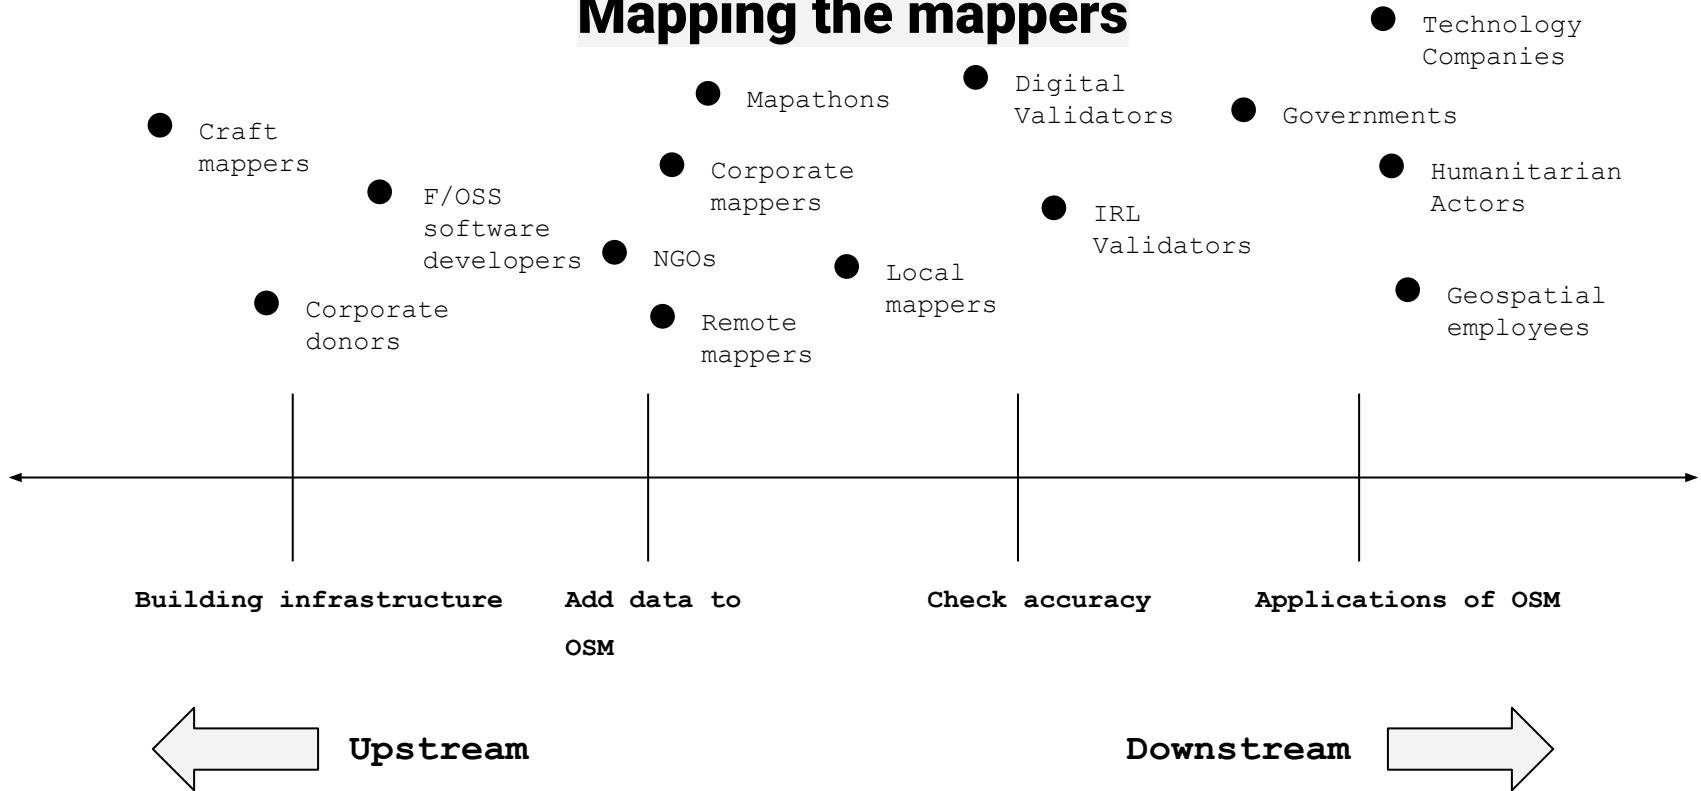 Mapping the mappers
Technology
Companies
Digital
Validators
Mapathons
Governments
Craft
mappers
Corporate
mappers
Humanitarian
Actors
F/OSS
software
developers
IRL
Validators
NGOs
Local
mappers
Geospatial
employees
Corporate
donors
Remote
mappers
Building infrastructure
Add data to
OSM
Check accuracy
Applications of OSM
Upstream
Downstream